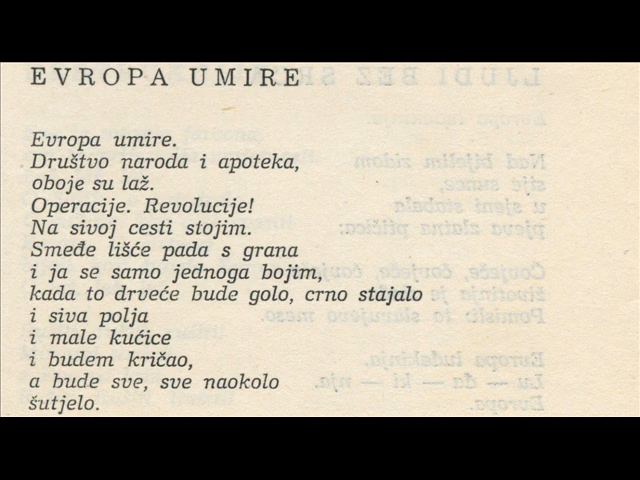 EVROPA UMIRE
Evropa umire.
Društvo naroda i apoteka,
oboje su laž.
Operacije. Revolucije!
Na sivoj cesti stojim.
Smeđe lišće pada s grana
i ja se samo jednoga bojim,
kada to drveće bude golo, crno stajalo
i siva polja
i male kućice
i budem kričao,
a bude sve, sve naokolo
šutjelo.